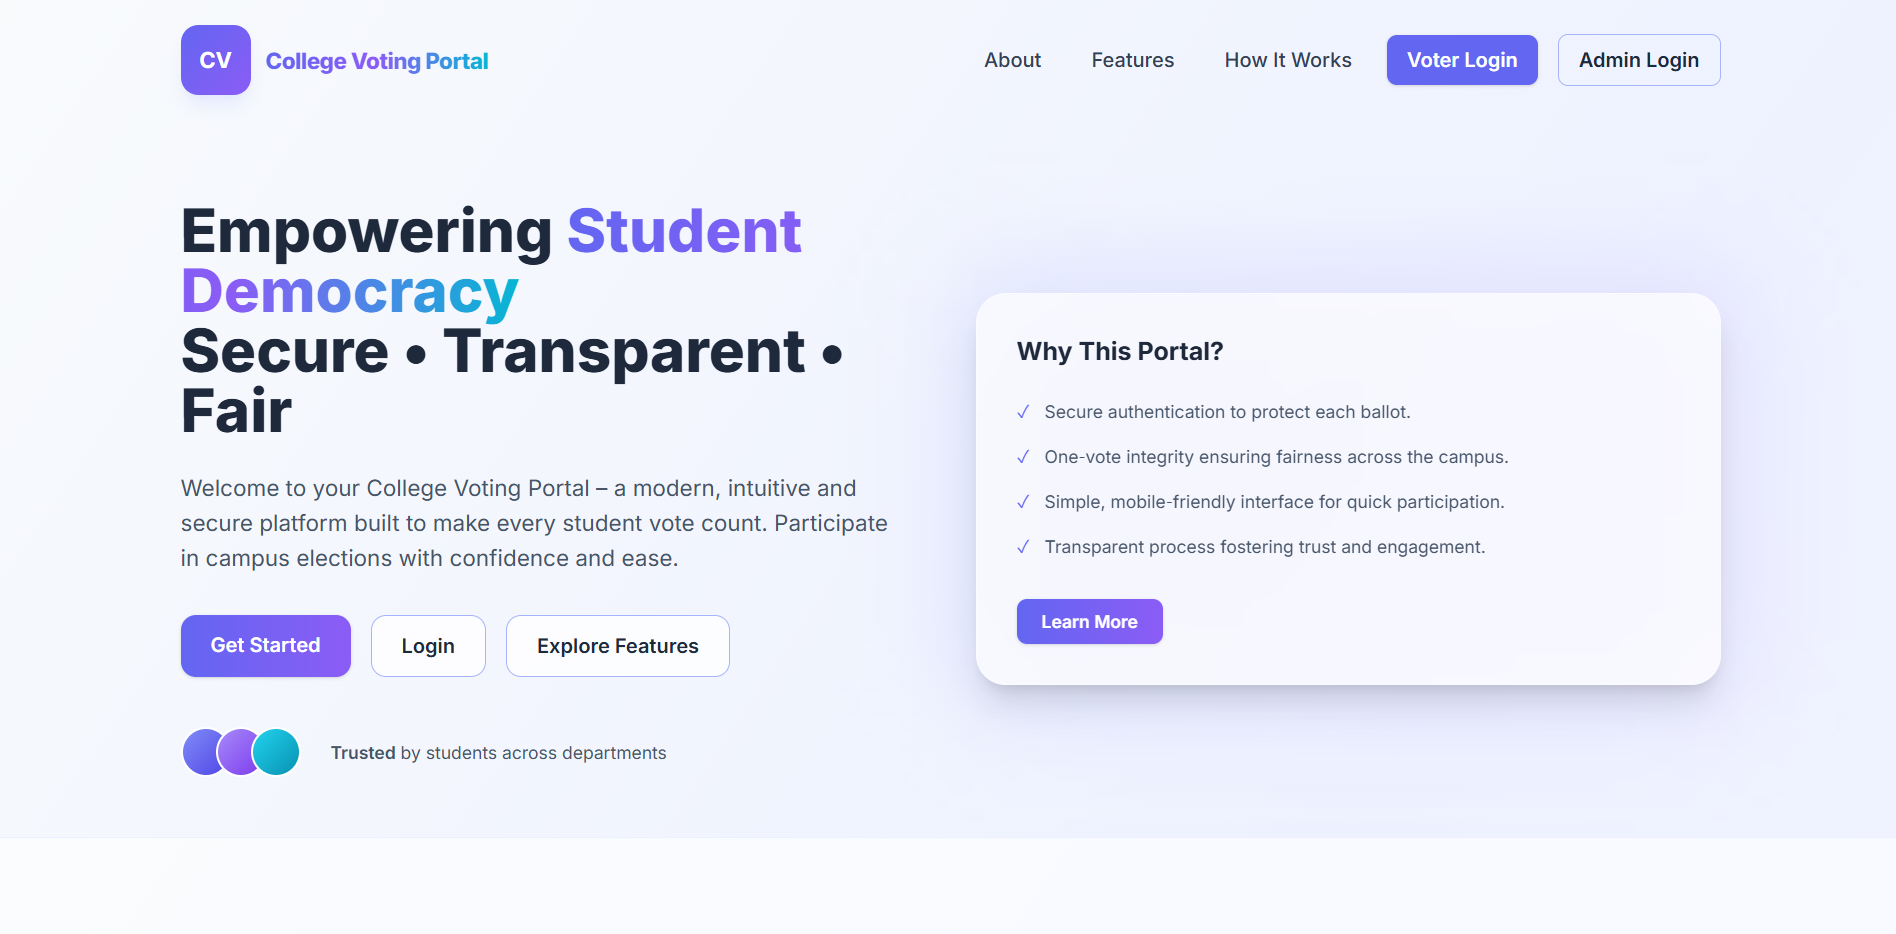 CV
College Voting Portal
About
Features
How It Works
Voter Login
Admin Login
Empowering Student
Democracy
Secure • Transparent •
Fair
Welcome to your College Voting Portal – a modern, intuitive and
secure platform built to make every student vote count. Participate
in campus elections with confidence and ease.
Get Started
Login
Explore Features
Trusted by students across departments
Why This Portal?
✓ Secure authentication to protect each ballot.
✓ One-vote integrity ensuring fairness across the campus.
✓ Simple, mobile-friendly interface for quick participation.
✓ Transparent process fostering trust and engagement.
Learn More